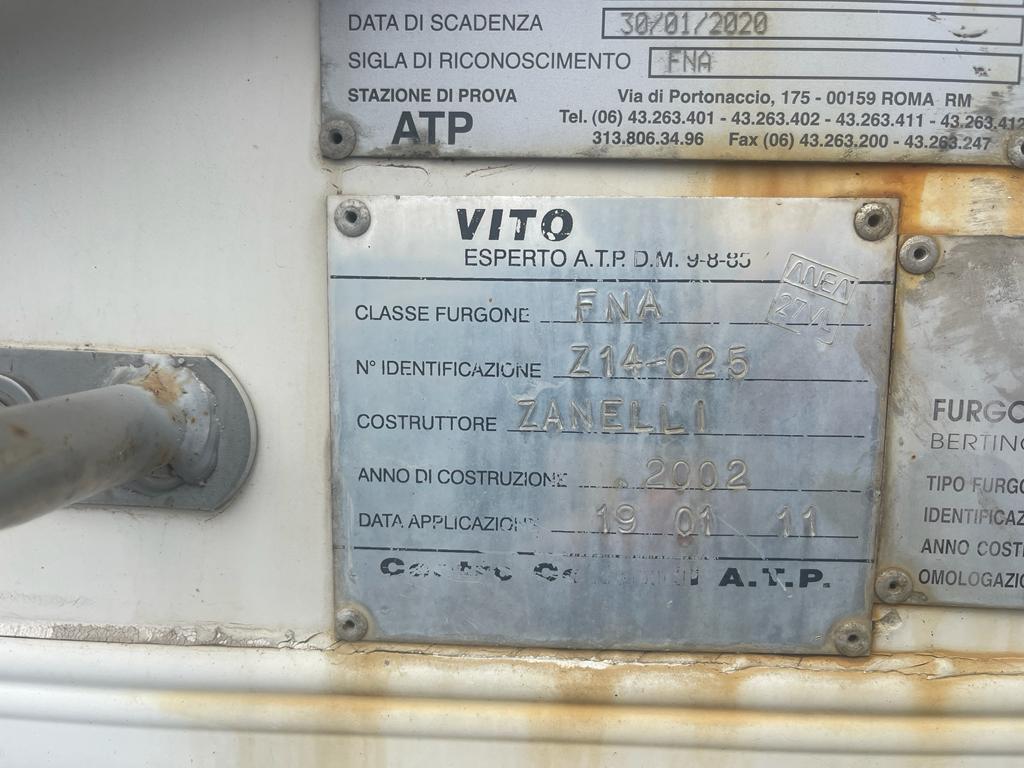 DATA DI SCADENZA 30/01/2020
SIGLA DI RICONOSCIMENTO FNA
STAZIONE DI PROVA
ATP
Via di Portonaccio, 175 - 00159 ROMA RM
Tel. (06) 43.263.401 - 43.263.402 - 43.263.411 - 43.263.412
313.806.34.96 Fax (06) 43.263.200 - 43.263.247
VITO
ESPERTO A.T.P. D.M. 9-8-85
CLASSE FURGONE FNA
N° IDENTIFICAZIONE Z14-025
COSTRUTTORE ZANELLI
ANNO DI COSTRUZIONE 2002
DATA APPLICAZIONE 19 01 11
Centro A.T.P.
FURGO
BERTINO
TIPO FURGO
IDENTIFICAZ
ANNO COSTR
OMOLOGAZIO